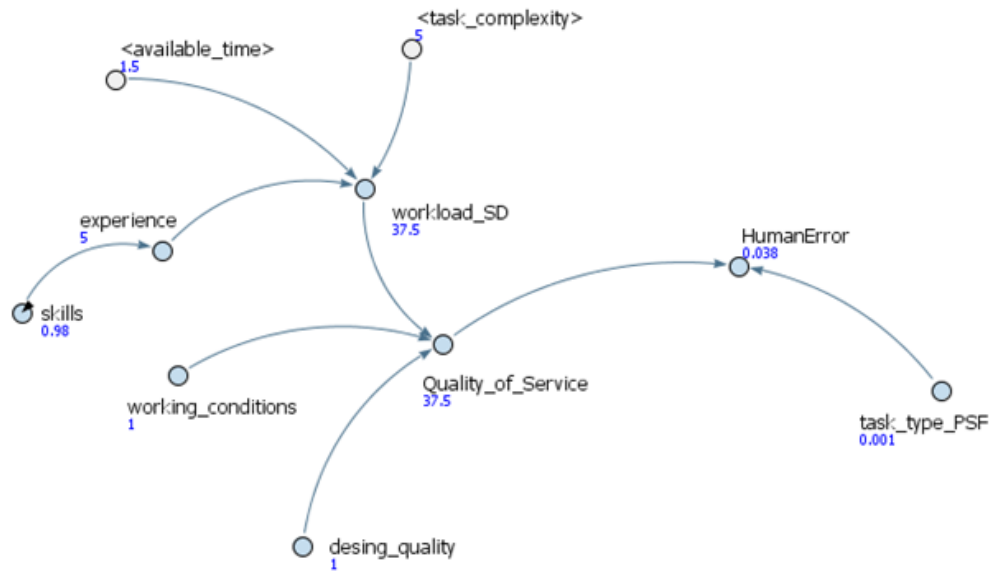 <task_complexity>
5
<available_time>
1.5
workload_SD
37.5
experience
5
HumanError
0.038
skills
0.98
Quality_of_Service
37.5
working_conditions
1
task_type_PSF
0.001
desing_quality
1